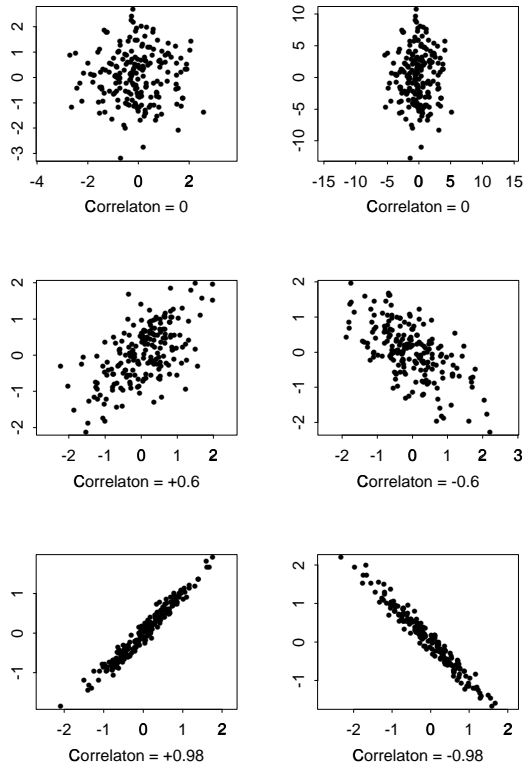 2
1
0
-1
-2
-3
-4 -2 0 2
Correlaton = 0
10
5
0
-5
-10
-15 -10 -5 0 5 10 15
Correlaton = 0
2
1
0
-1
-2
-2 -1 0 1 2
Correlaton = +0.6
2
1
0
-1
-2
-2 -1 0 1 2 3
Correlaton = -0.6
1
0
-1
-2 -1 0 1 2
Correlaton = +0.98
2
1
0
-1
-2 -1 0 1 2
Correlaton = -0.98